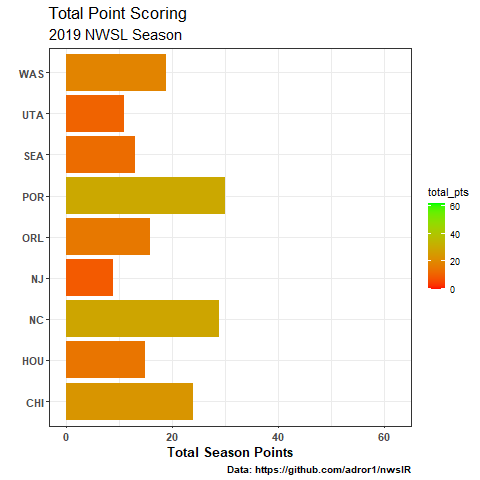 Total Point Scoring
2019 NWSL Season
WAS
UTA
SEA
POR
ORL
NJ
NC
HOU
CHI
0 20 40 60
Total Season Points
Data: https://github.com/adror1/nwslR
total_pts
60
40
20
0